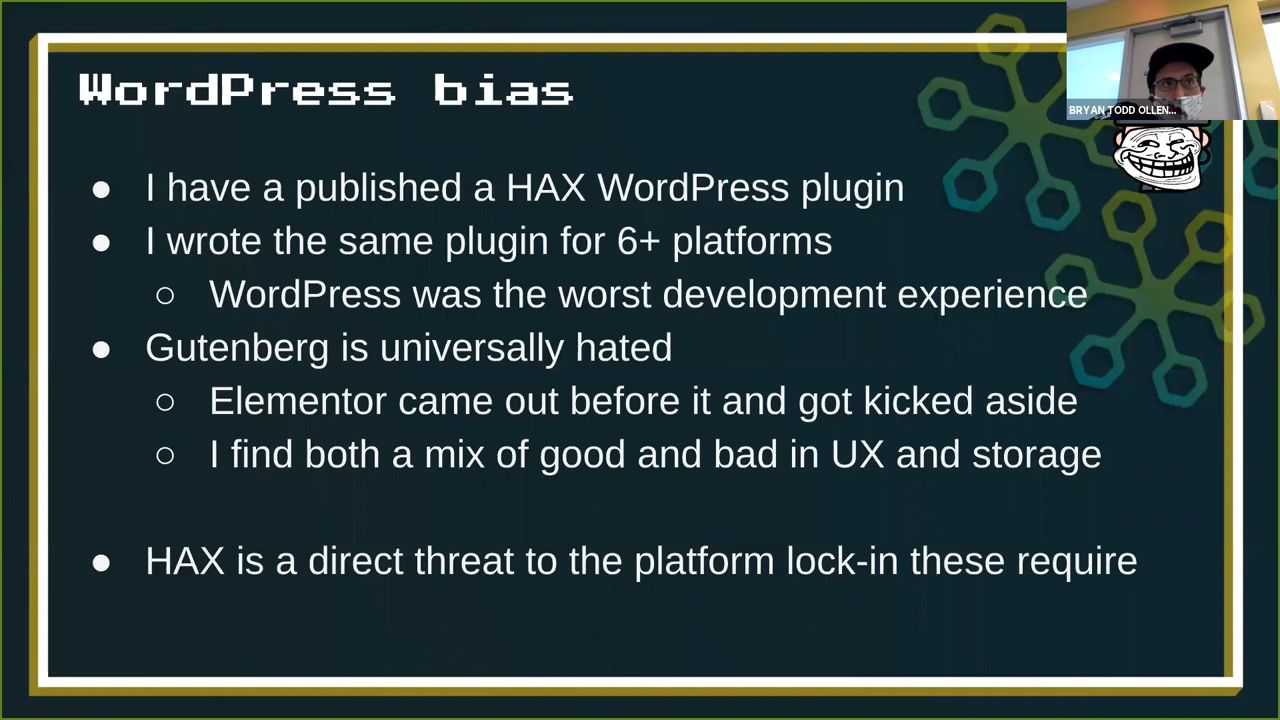 WordPress bias
BRYAN TODD OLLEN...
● I have a published a HAX WordPress plugin
● I wrote the same plugin for 6+ platforms
○ WordPress was the worst development experience
● Gutenberg is universally hated
○ Elementor came out before it and got kicked aside
○ I find both a mix of good and bad in UX and storage
● HAX is a direct threat to the platform lock-in these require